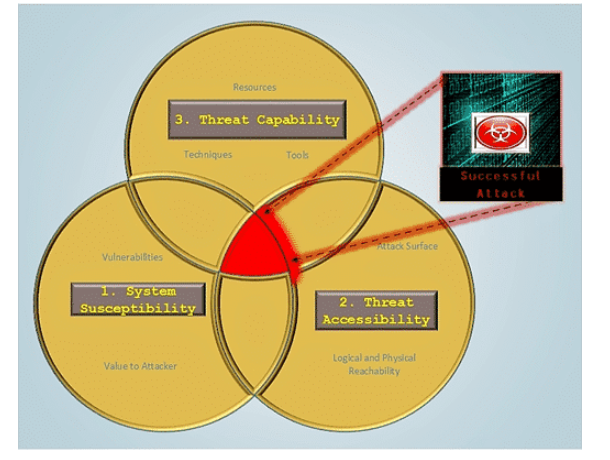 Resources
3. Threat Capability
Techniques
Tools
Successful
Attack
Attack Surface
Vulnerabilities
1. System
Susceptibility
2. Threat
Accessibility
Value to Attacker
Logical and Physical
Reachability